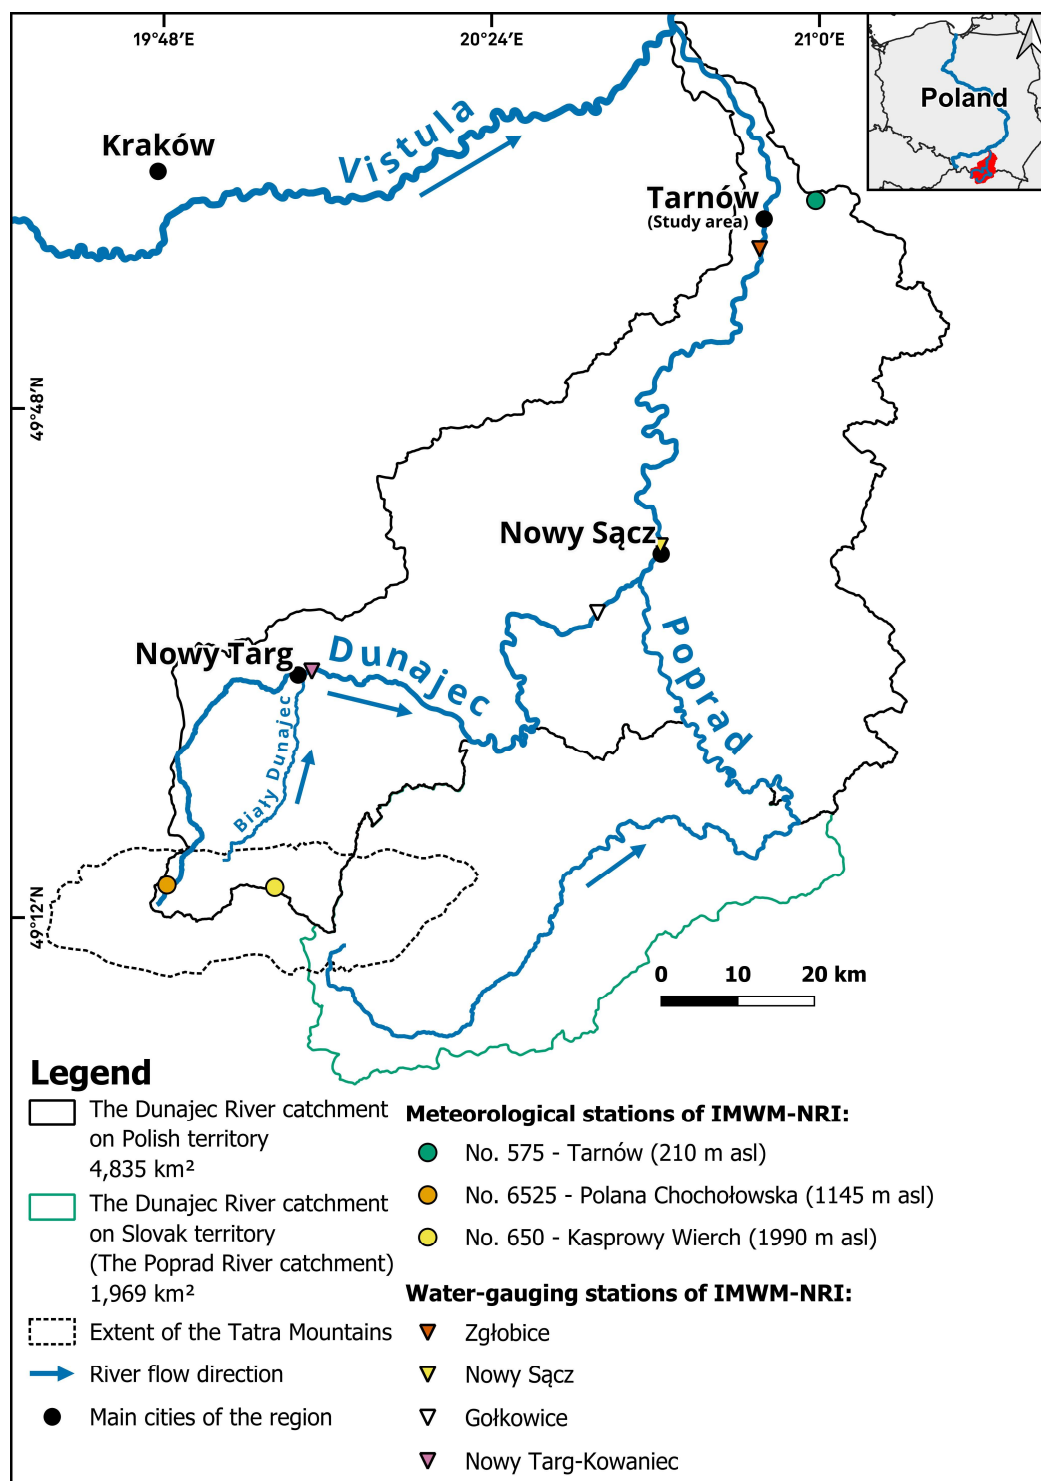 19°48′E
20°24′E
21°0′E
Poland
Kraków
Vistula
Tarnów
(Study area)
49°48′N
Nowy Sącz
Nowy Targ
Dunajec
Poprad
Biały Dunajec
49°12′N
0 10 20 km
Legend
The Dunajec River catchment
on Polish territory
4,835 km²
The Dunajec River catchment
on Slovak territory
(The Poprad River catchment)
1,969 km²
Extent of the Tatra Mountains
River flow direction
Main cities of the region
Meteorological stations of IMWM-NRI:
No. 575 - Tarnów (210 m asl)
No. 6525 - Polana Chochołowska (1145 m asl)
No. 650 - Kasprowy Wierch (1990 m asl)
Water-gauging stations of IMWM-NRI:
Zgłobice
Nowy Sącz
Gołkowice
Nowy Targ-Kowaniec